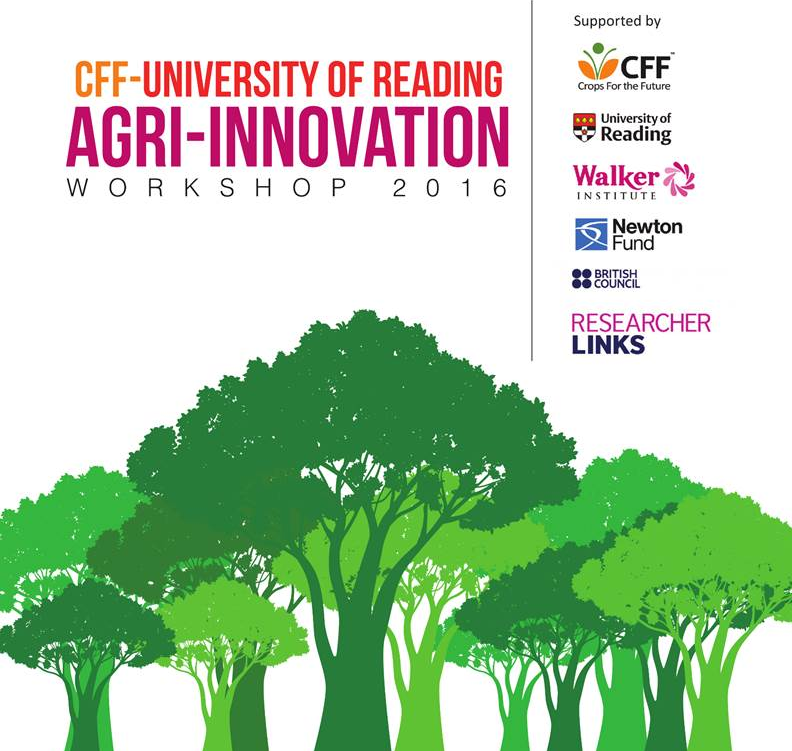 CFF-UNIVERSITY OF READING
AGRI-INNOVATION
WORKSHOP 2016
Supported by
CFF™
Crops For the Future
University of
Reading
Walker
INSTITUTE
Newton
Fund
BRITISH
COUNCIL
RESEARCHER
LINKS